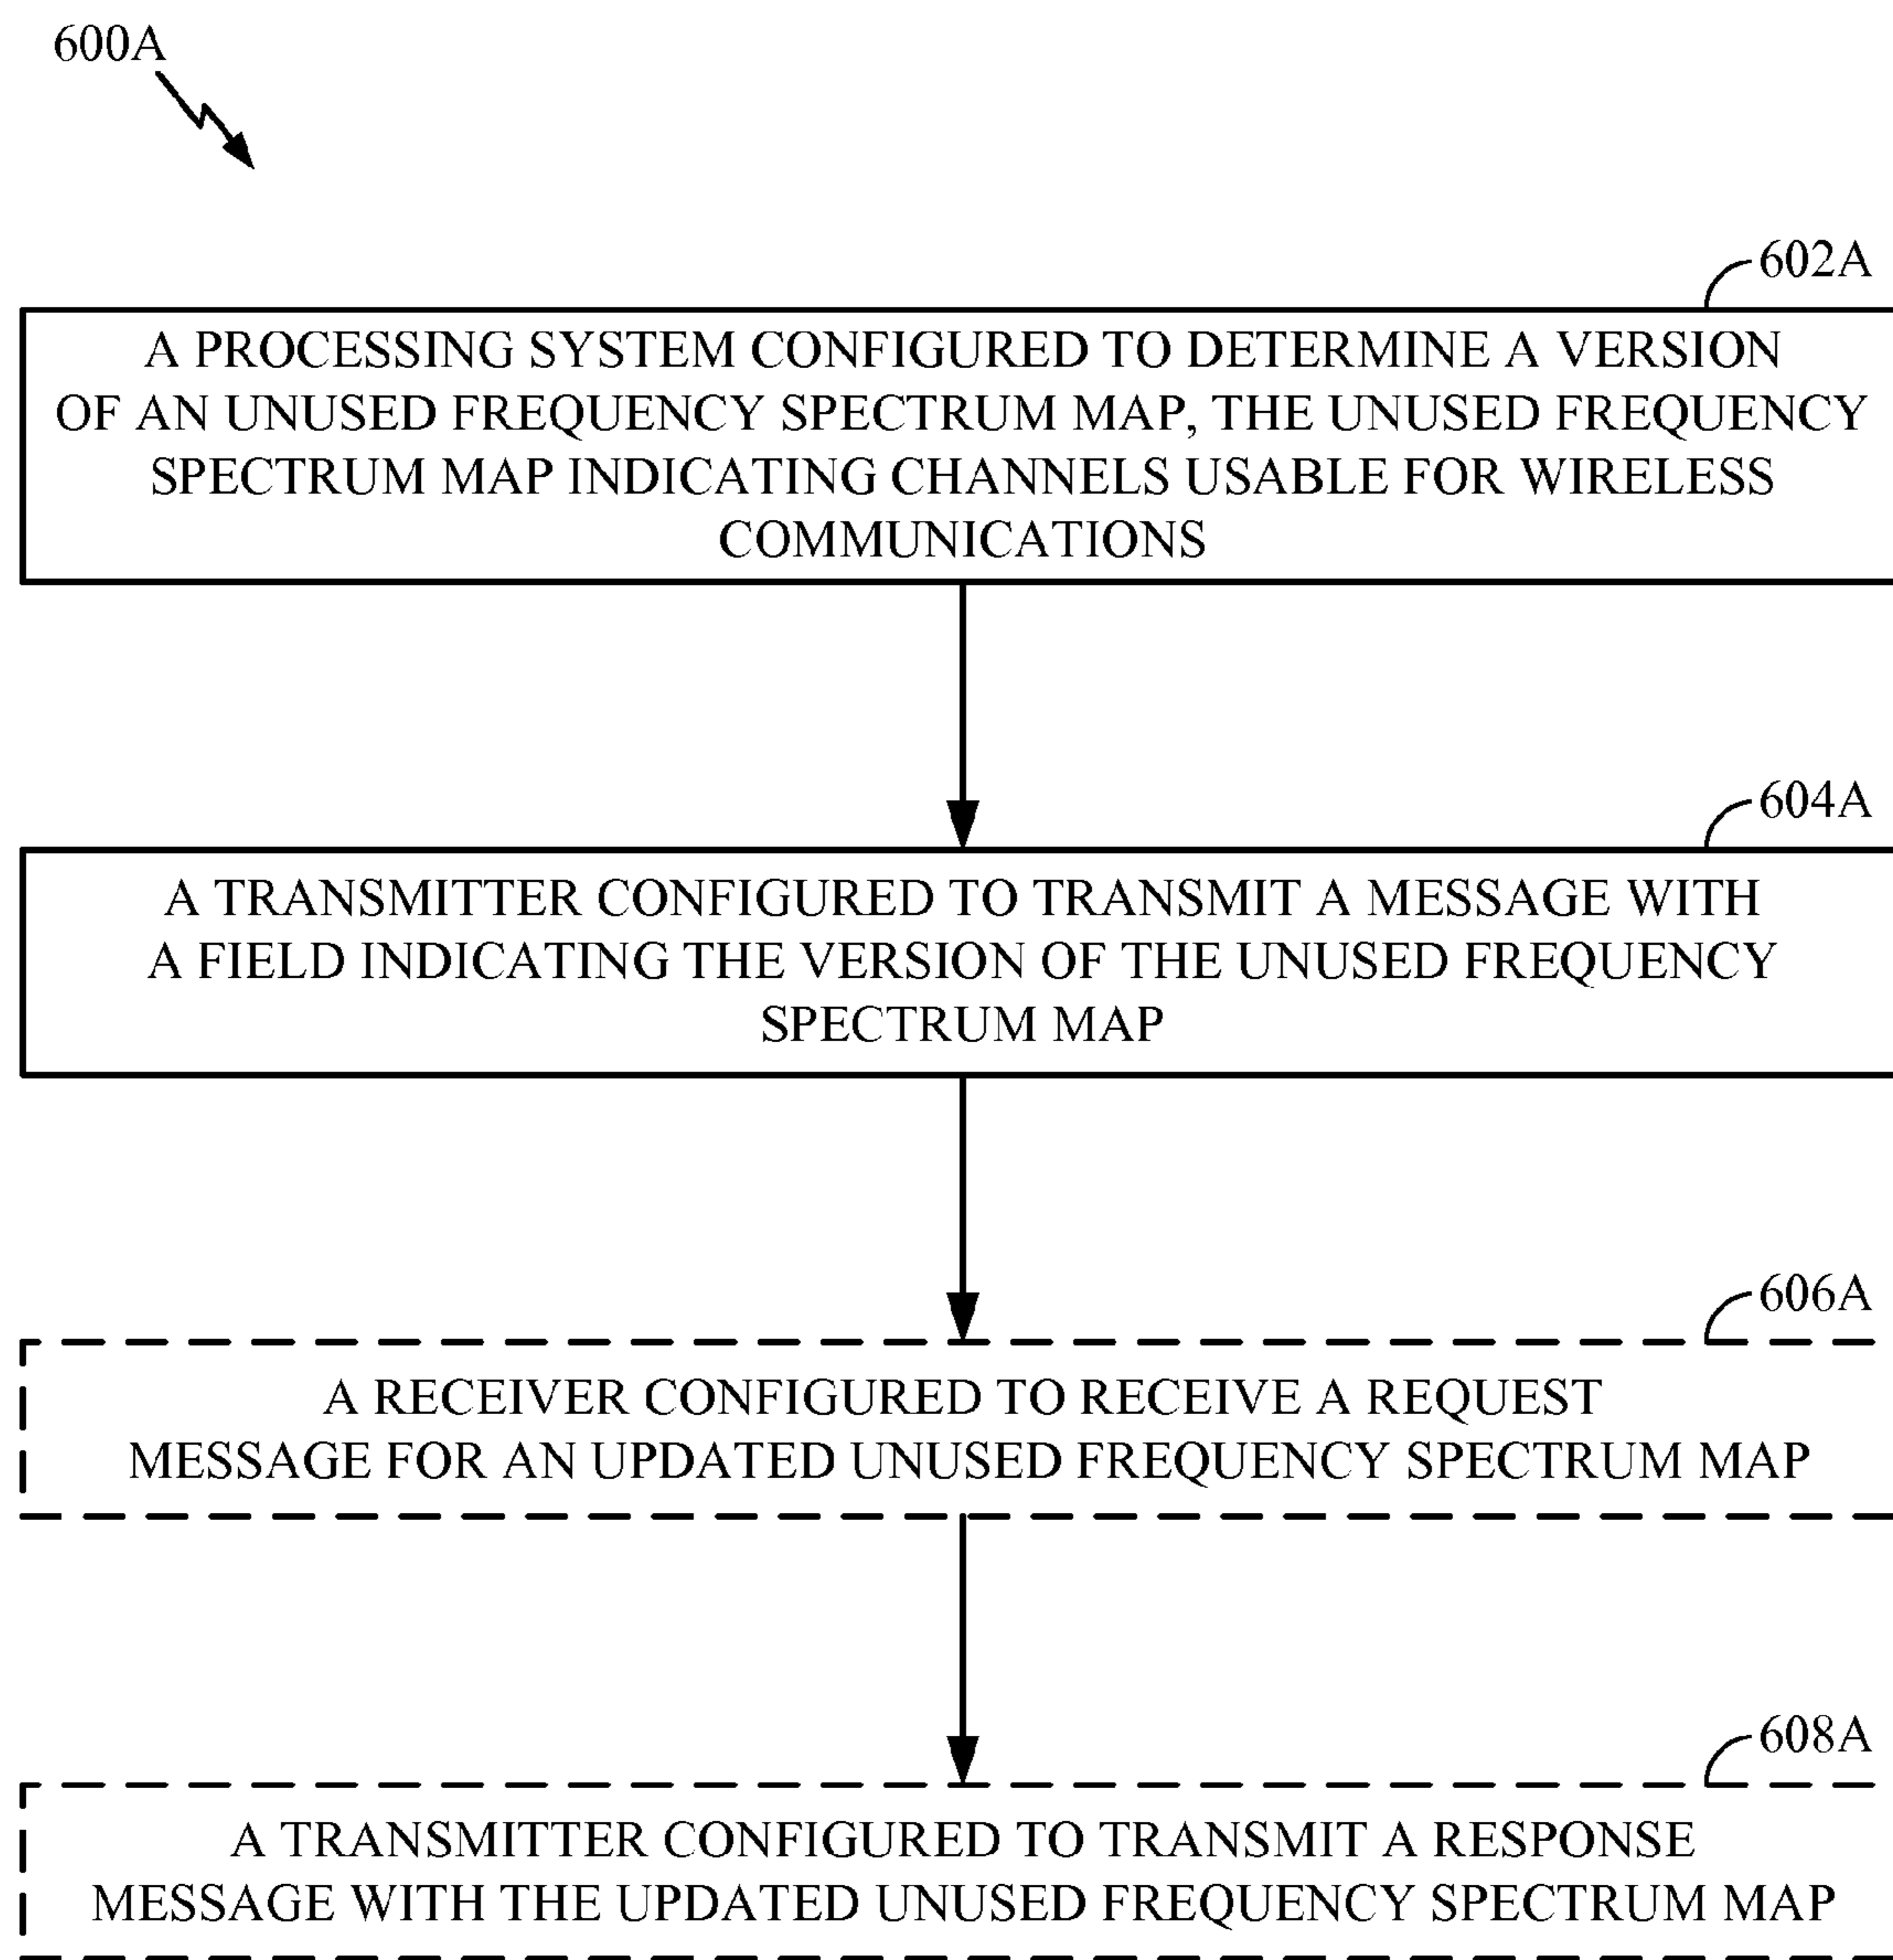 600A
602A
A PROCESSING SYSTEM CONFIGURED TO DETERMINE A VERSION
OF AN UNUSED FREQUENCY SPECTRUM MAP, THE UNUSED FREQUENCY
SPECTRUM MAP INDICATING CHANNELS USABLE FOR WIRELESS
COMMUNICATIONS
604A
A TRANSMITTER CONFIGURED TO TRANSMIT A MESSAGE WITH
A FIELD INDICATING THE VERSION OF THE UNUSED FREQUENCY
SPECTRUM MAP
606A
A RECEIVER CONFIGURED TO RECEIVE A REQUEST
MESSAGE FOR AN UPDATED UNUSED FREQUENCY SPECTRUM MAP
608A
A TRANSMITTER CONFIGURED TO TRANSMIT A RESPONSE
MESSAGE WITH THE UPDATED UNUSED FREQUENCY SPECTRUM MAP